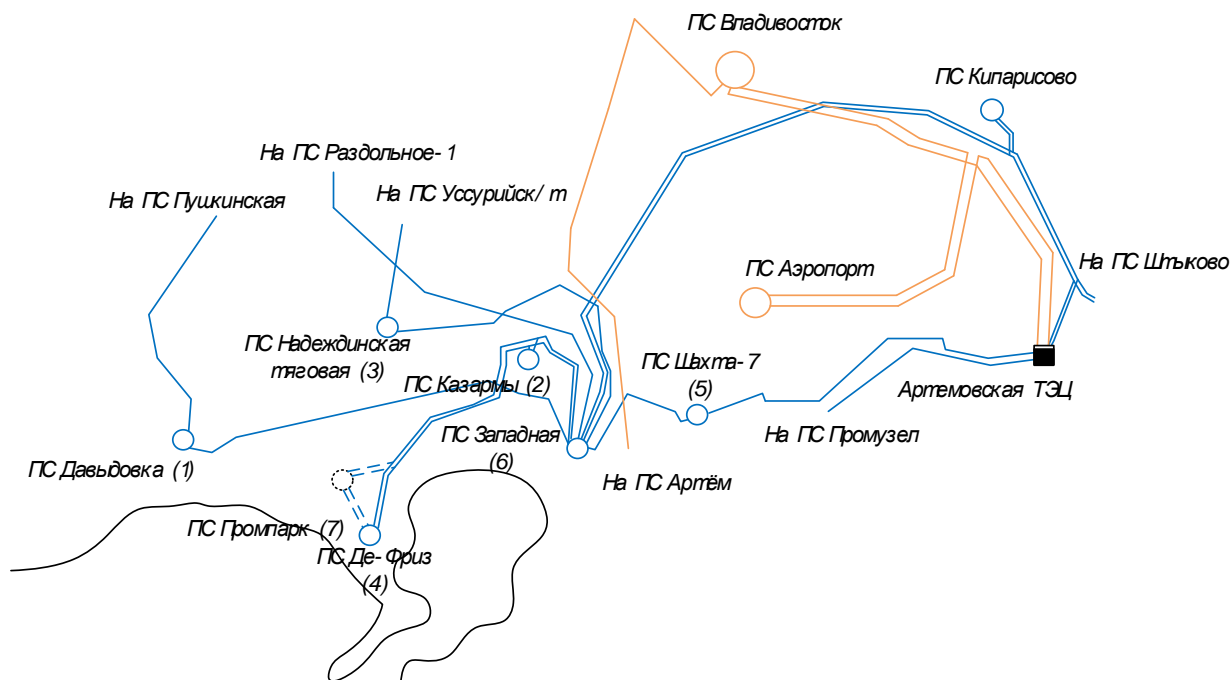 ПС Владивосток
ПС Кипарисово
На ПС Раздольное-1
На ПС Уссурийск/т
На ПС Пушкинская
ПС Аэропорт
На ПС Штыково
ПС Надеждинская
тяговая (3)
ПС Казармы (2)
ПС Шахта-7
(5)
Артемовская ТЭЦ
ПС Западная
(6)
На ПС Промузел
ПС Давыдовка (1)
На ПС Артём
ПС Промпарк (7)
ПС Де-Фриз
(4)